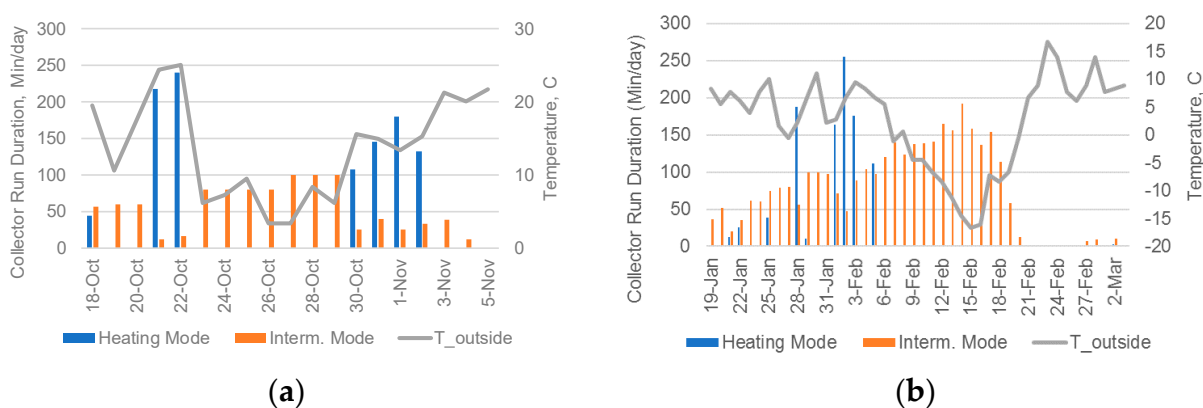 Collector Run Duration, Min/day
300
250
200
150
100
50
0
30
20
10
0
Temperature, C
18-Oct
20-Oct
22-Oct
24-Oct
26-Oct
28-Oct
30-Oct
1-Nov
3-Nov
5-Nov
Heating Mode
Interm. Mode
T_outside
(a)
Collector Run Duration (Min/day)
300
250
200
150
100
50
0
20
15
10
5
0
-5
-10
-15
-20
Temperature, C
19-Jan
22-Jan
25-Jan
28-Jan
31-Jan
3-Feb
6-Feb
9-Feb
12-Feb
15-Feb
18-Feb
21-Feb
24-Feb
27-Feb
2-Mar
Heating Mode
Interm. Mode
T_outside
(b)